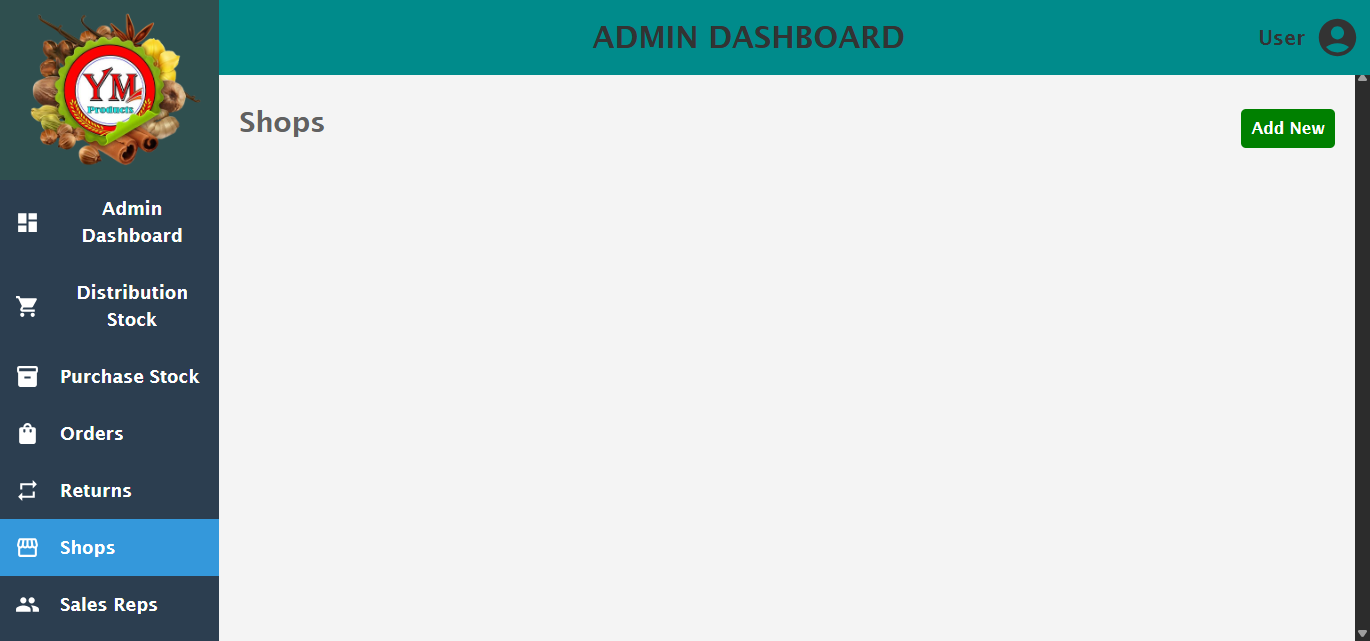 YM
Products
ADMIN DASHBOARD
User
Shops
Add New
Admin
Dashboard
Distribution
Stock
Purchase Stock
Orders
Returns
Shops
Sales Reps